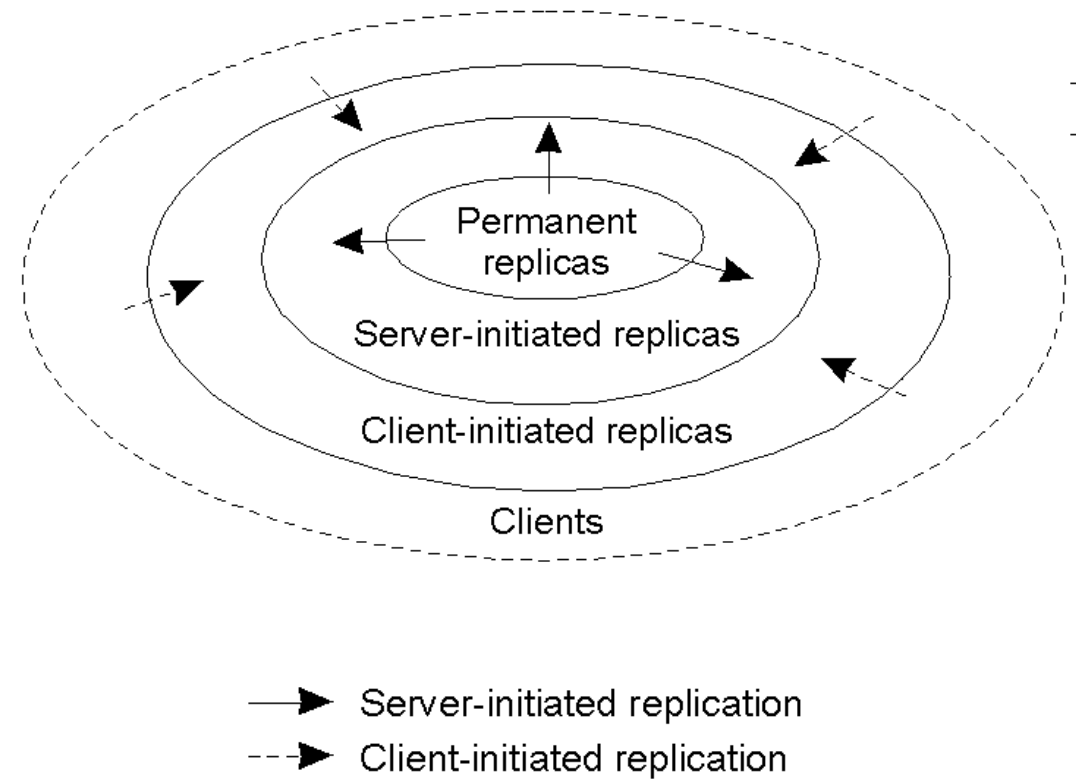 Permanent
replicas
Server-initiated replicas
Client-initiated replicas
Clients
Server-initiated replication
Client-initiated replication